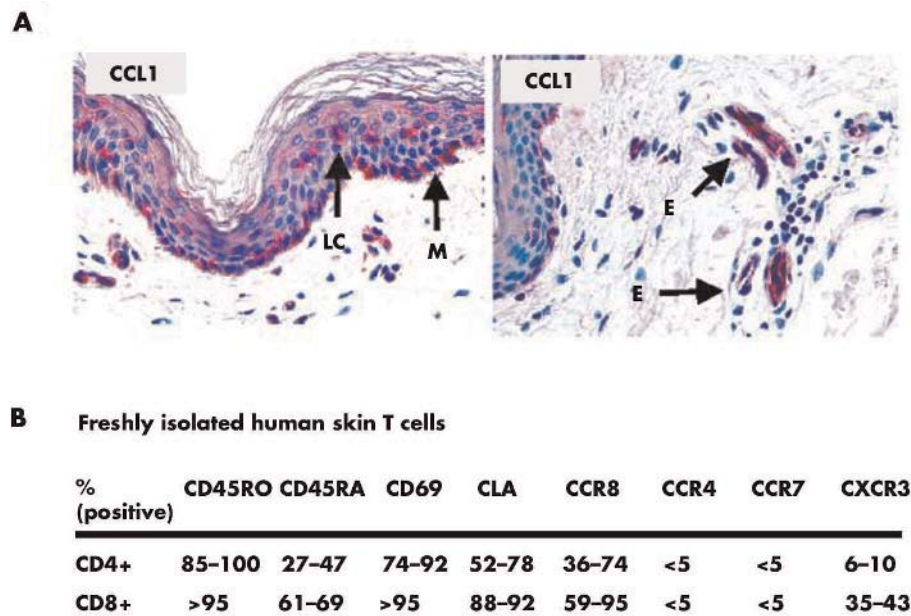 A
CCL1
LC
M
CCL1
E
E
B Freshly isolated human skin T cells
% (positive) CD45RO CD45RA CD69 CLA CCR8 CCR4 CCR7 CXCR3
CD4+ 85–100 27–47 74–92 52–78 36–74 <5 <5 6–10
CD8+ >95 61–69 >95 88–92 59–95 <5 <5 35–43